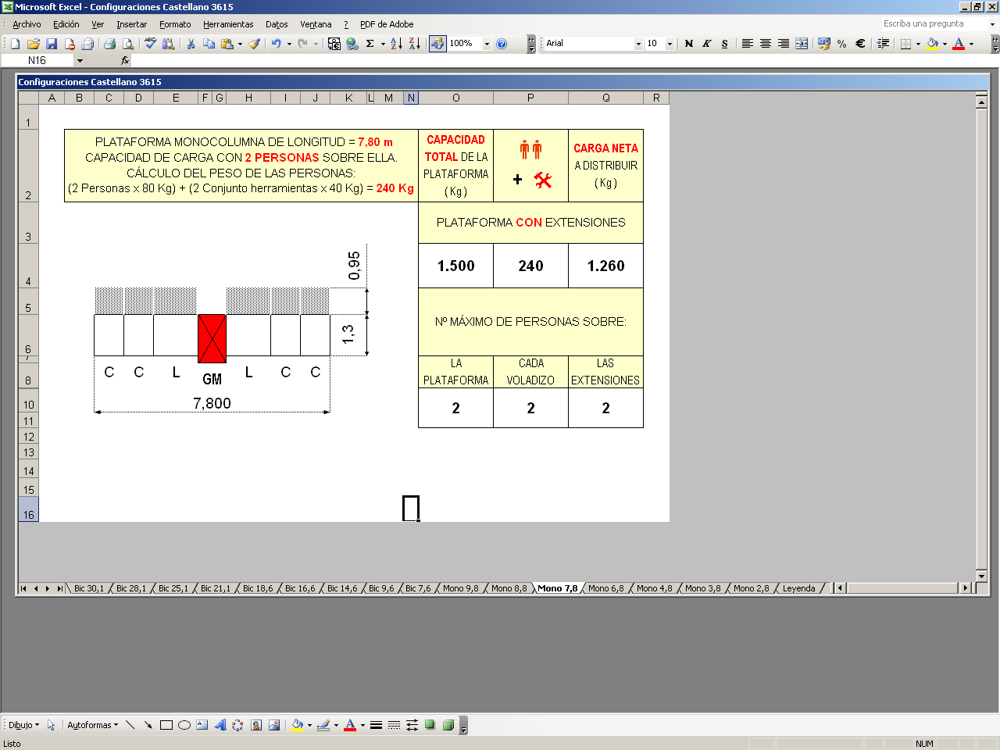 Microsoft Excel - Configuraciones Castellano 3615
Archivo Edición Ver Insertar Formato Herramientas Datos Ventana ? PDF de Adobe
Escriba una pregunta
100% Arial 10 N K S
N16 fx
Configuraciones Castellano 3615
A B C D E F G H I J K L M N O P Q R
1
2
3
4
5
6
7
8
10
11
12
13
14
15
16
PLATAFORMA MONOCOLUMNA DE LONGITUD = 7,80 m
CAPACIDAD DE CARGA CON 2 PERSONAS SOBRE ELLA.
CÁLCULO DEL PESO DE LAS PERSONAS:
(2 Personas x 80 Kg) + (2 Conjunto herramientas x 40 Kg) = 240 Kg
CAPACIDAD
TOTAL DE LA
PLATAFORMA
( Kg )
+
CARGA NETA
A DISTRIBUIR
( Kg )
PLATAFORMA CON EXTENSIONES
1.500 240 1.260
Nº MÁXIMO DE PERSONAS SOBRE:
LA
PLATAFORMA
CADA
VOLADIZO
LAS
EXTENSIONES
2 2 2
0,95
1,3
C C L GM L C C
7,800
Bic 30,1 Bic 28,1 Bic 25,1 Bic 21,1 Bic 18,6 Bic 16,6 Bic 14,6 Bic 9,6 Bic 7,6 Mono 9,8 Mono 8,8 Mono 7,8 Mono 6,8 Mono 4,8 Mono 3,8 Mono 2,8 Leyenda
Dibujo Autoformas
Listo NUM